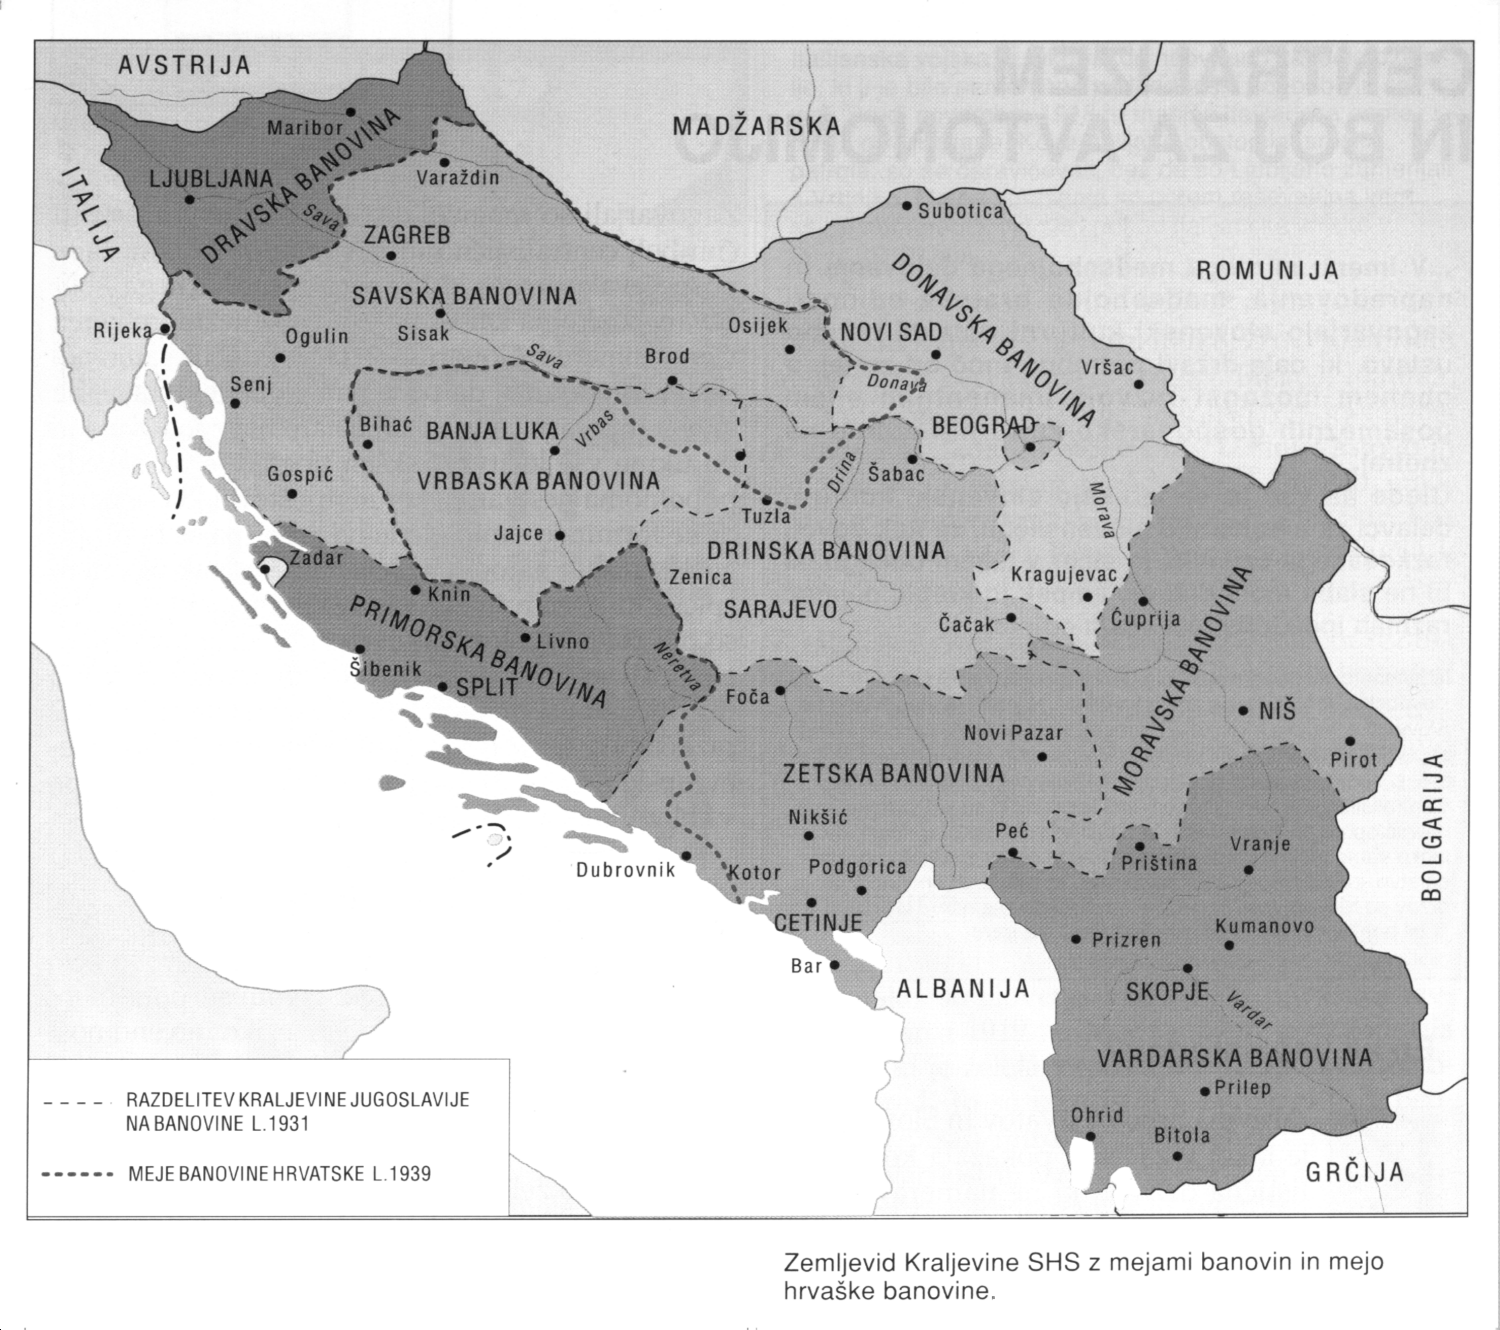 AVSTRIJA
MADŽARSKA
ITALIJA
ROMUNIJA
BOLGARIJA
ALBANIJA
GRČIJA
Maribor
LJUBLJANA
DRAVSKA BANOVINA
Varaždin
Sava
ZAGREB
SAVSKA BANOVINA
Sisak
Rijeka
Ogulin
Senj
Sava
Brod
Osijek
Subotica
DONAVSKA BANOVINA
NOVI SAD
Donava
Vršac
BEOGRAD
Bihać
BANJA LUKA
Vrbas
VRBASKA BANOVINA
Gospić
Jajce
Tuzla
Drina
Šabac
Morava
DRINSKA BANOVINA
Zadar
Knin
PRIMORSKA BANOVINA
Zenica
SARAJEVO
Kragujevac
Čačak
Ćuprija
MORAVSKA BANOVINA
Livno
Šibenik
SPLIT
Neretva
Foča
Novi Pazar
NIŠ
Pirot
ZETSKA BANOVINA
Nikšić
Peć
Priština
Vranje
Dubrovnik
Kotor
Podgorica
CETINJE
Bar
Prizren
Kumanovo
SKOPJE
Vardar
VARDARSKA BANOVINA
Prilep
Ohrid
Bitola
RAZDELITEV KRALJEVINE JUGOSLAVIJE
NA BANOVINE L.1931
MEJE BANOVINE HRVATSKE L.1939
Zemljevid Kraljevine SHS z mejami banovin in mejo
hrvaške banovine.